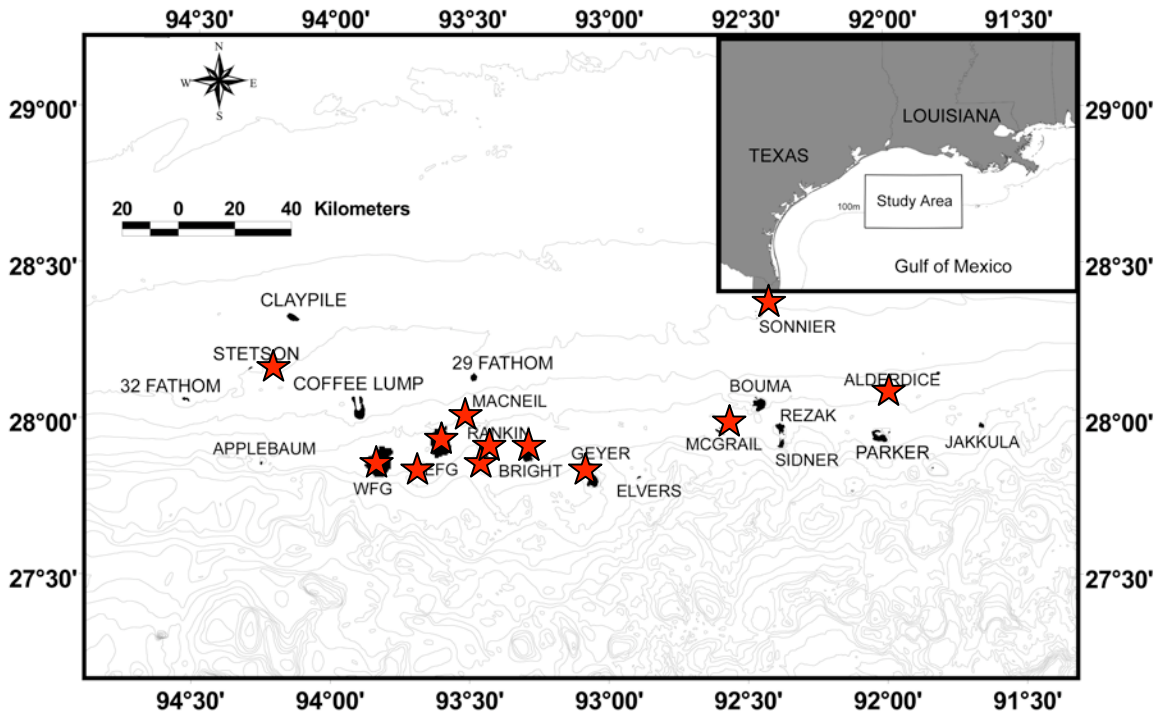 94°30' 94°00' 93°30' 93°00' 92°30' 92°00' 91°30'
N
W E
S
29°00' 29°00'
LOUISIANA
TEXAS
20 0 20 40 Kilometers
100m
Study Area
Gulf of Mexico
28°30' 28°30'
CLAYPILE
SONNIER
STETSON
29 FATHOM
32 FATHOM
COFFEE LUMP
BOUMA
ALDERDICE
MACNEIL
REZAK
28°00' 28°00'
RANKIN
MCGRAIL
JAKKULA
APPLEBAUM
GEYER
SIDNER
PARKER
EFG
BRIGHT
WFG
ELVERS
27°30' 27°30'
94°30' 94°00' 93°30' 93°00' 92°30' 92°00' 91°30'